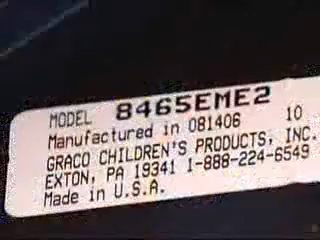 MODEL 8465EME2
Manufactured in 081406 10
GRACO CHILDREN'S PRODUCTS, INC.
EXTON, PA 19341 1-888-224-6549
Made in U.S.A.